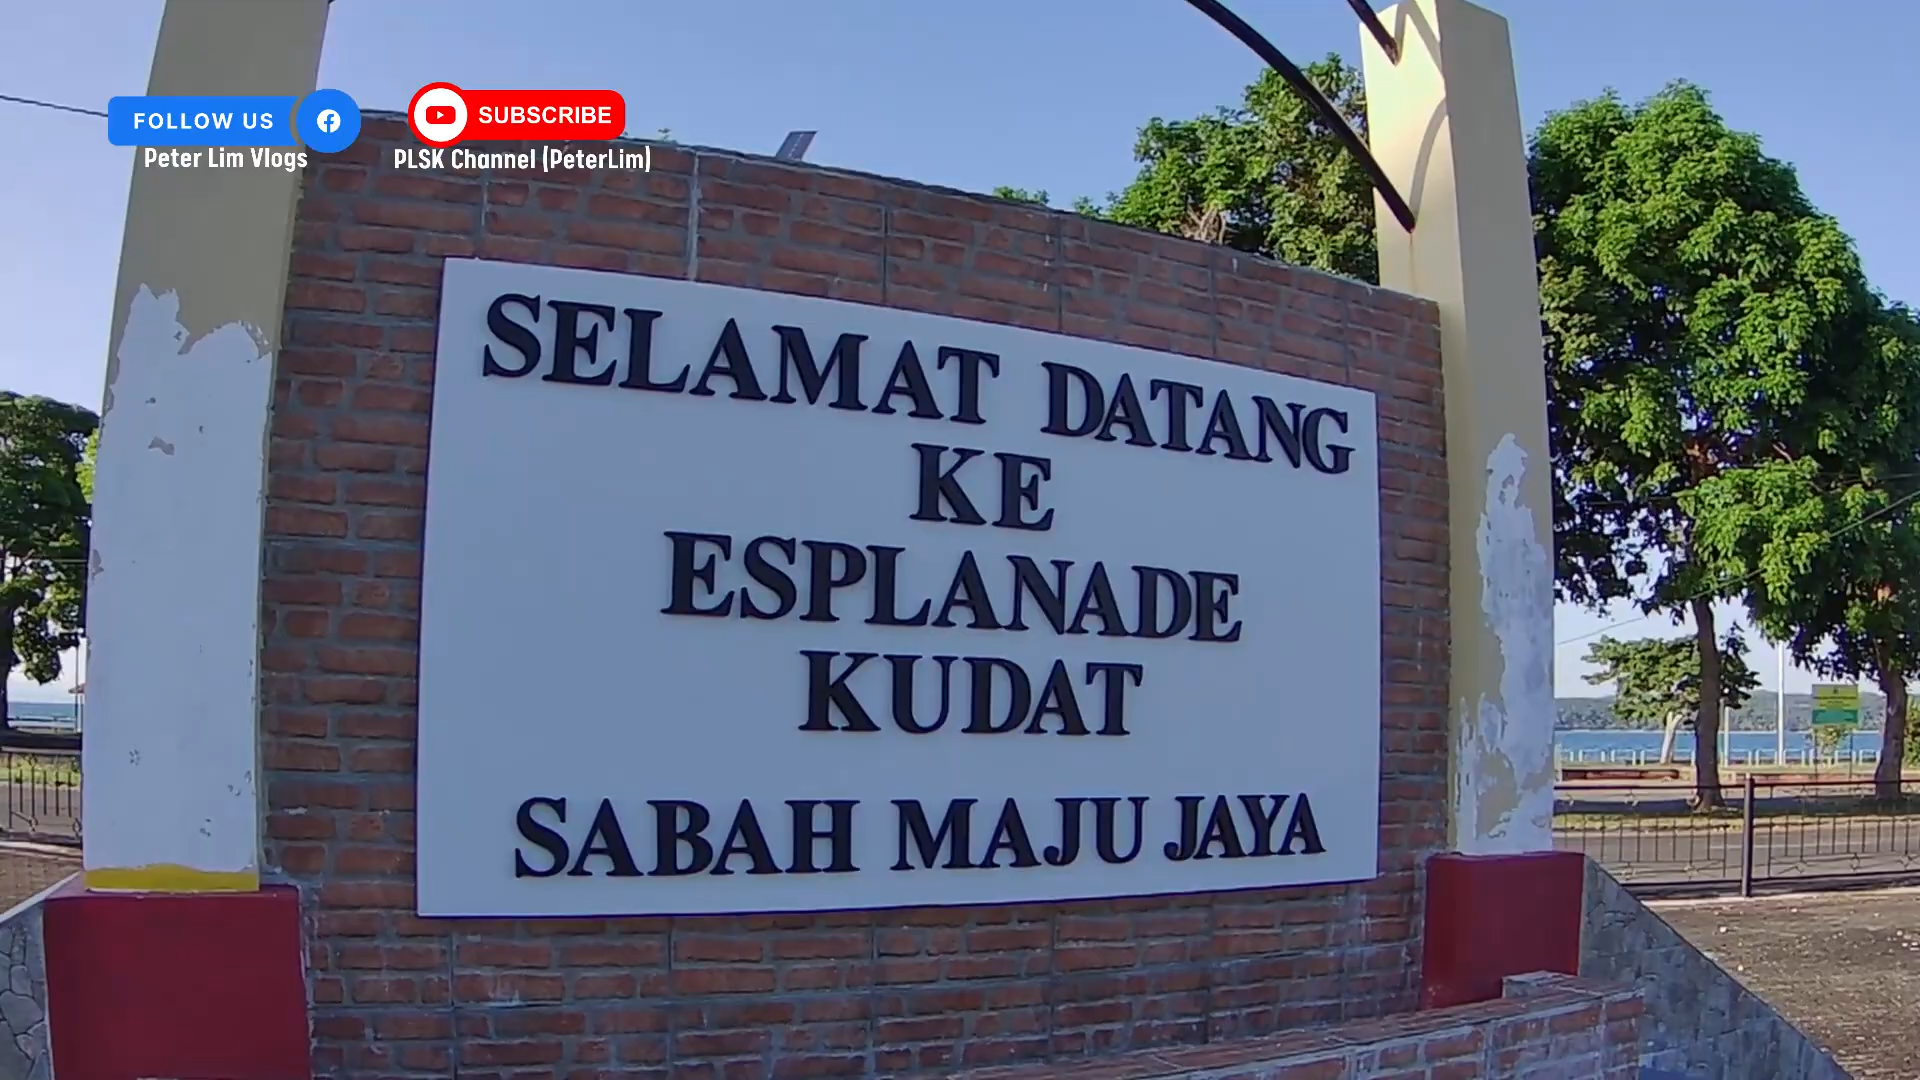 FOLLOW US
Peter Lim Vlogs
SUBSCRIBE
PLSK Channel (PeterLim)
SELAMAT DATANG
KE
ESPLANADE
KUDAT
SABAH MAJU JAYA